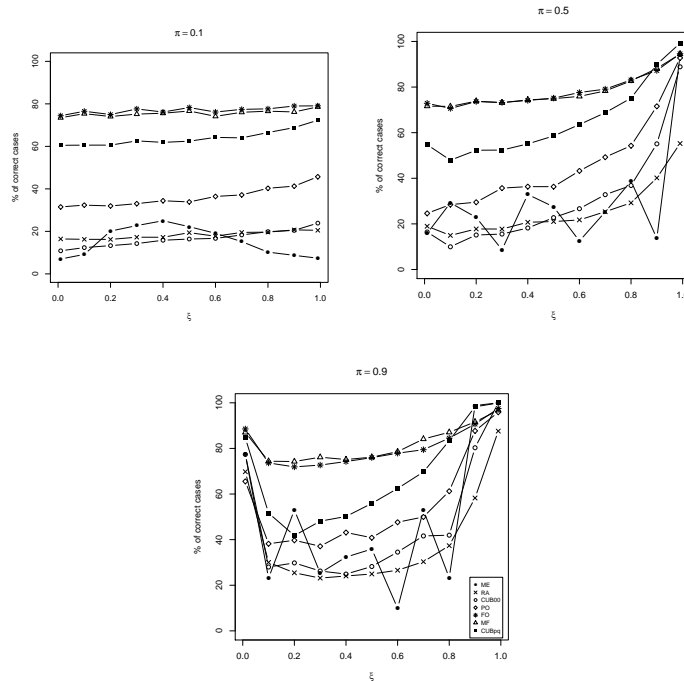 π = 0.1
% of correct cases
100
80
60
40
20
0
0.0 0.2 0.4 0.6 0.8 1.0
ξ
π = 0.5
% of correct cases
100
80
60
40
20
0
0.0 0.2 0.4 0.6 0.8 1.0
ξ
π = 0.9
% of correct cases
100
80
60
40
20
0
0.0 0.2 0.4 0.6 0.8 1.0
ξ
ME
RA
CUB00
PO
FO
MF
CUBpq